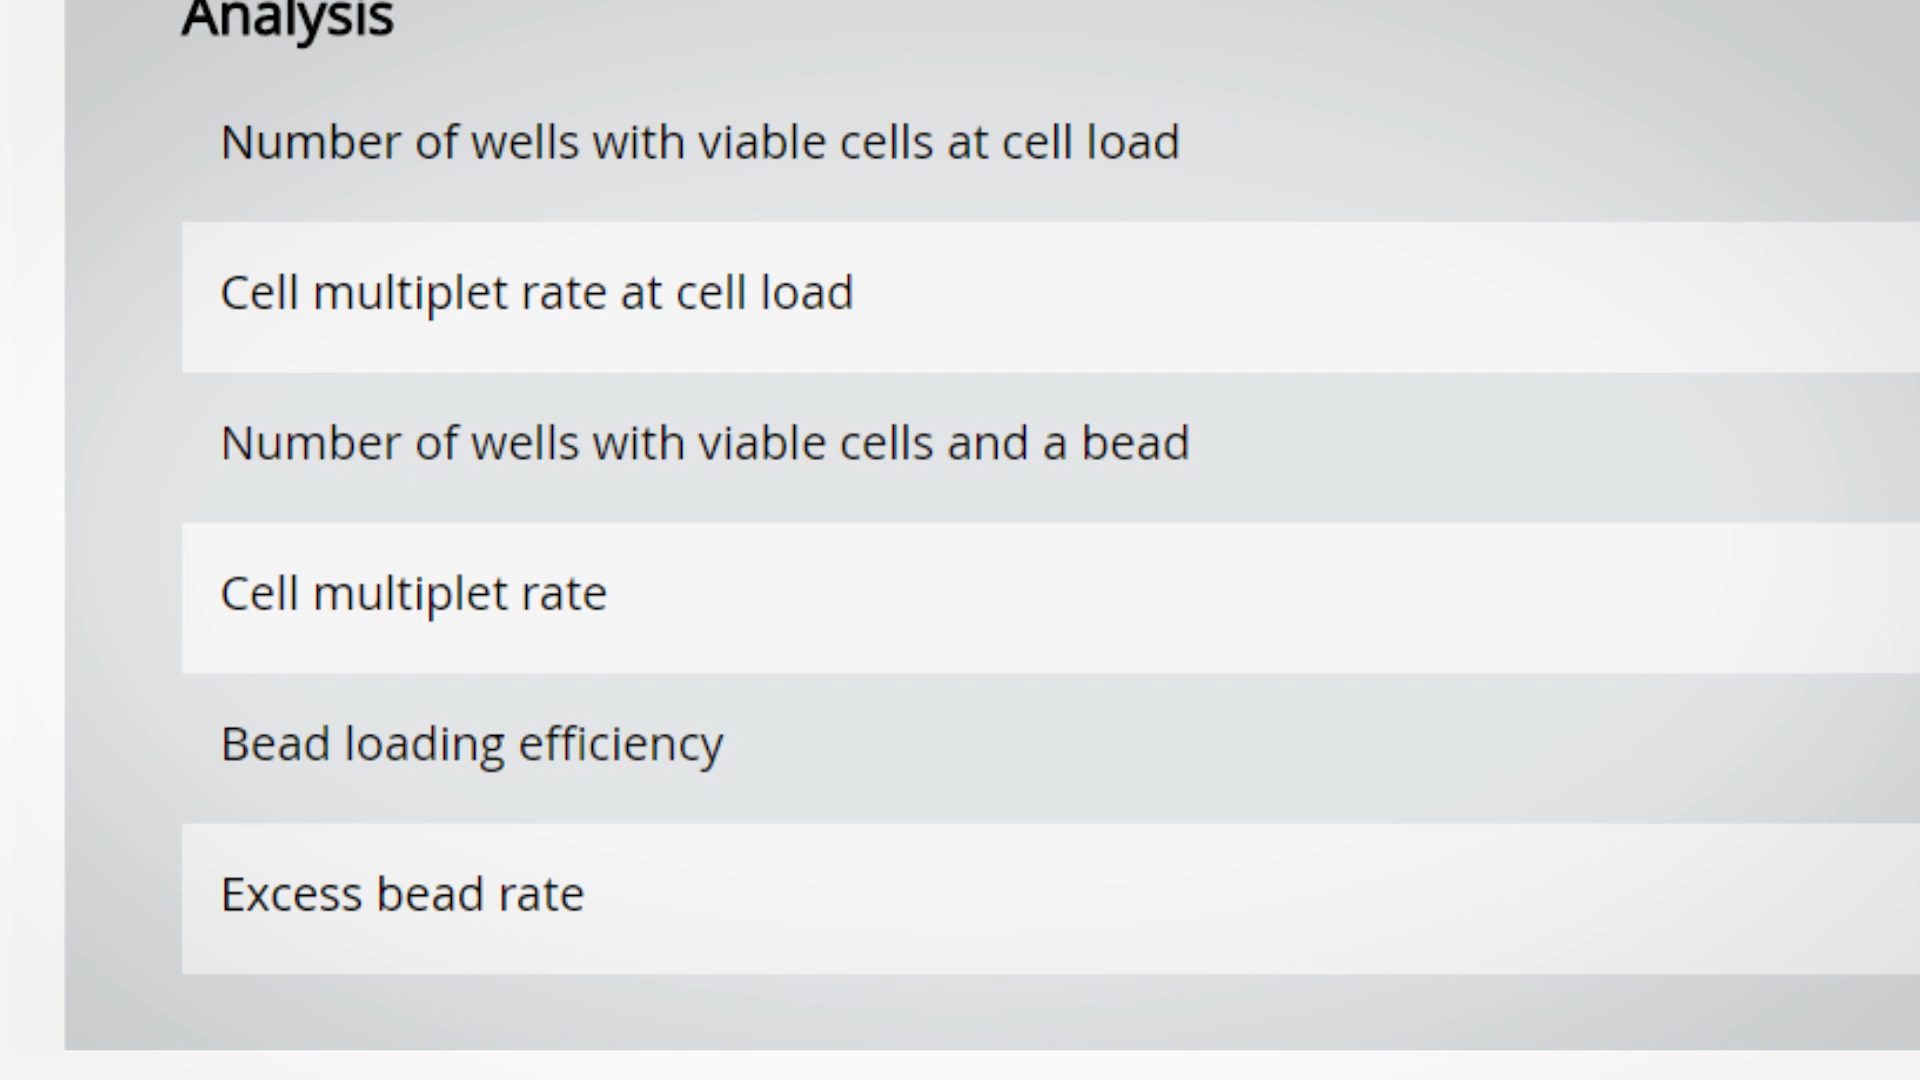 Analysis
Number of wells with viable cells at cell load
Cell multiplet rate at cell load
Number of wells with viable cells and a bead
Cell multiplet rate
Bead loading efficiency
Excess bead rate